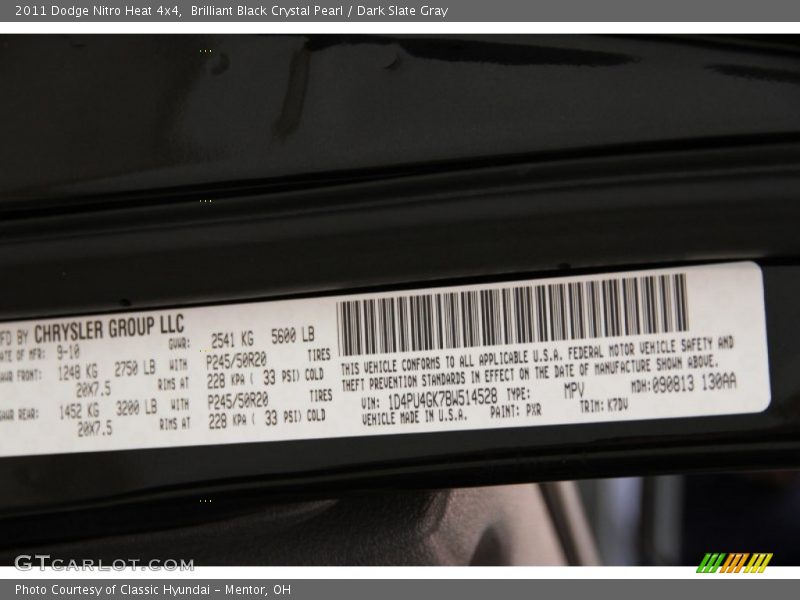 2011 Dodge Nitro Heat 4x4,  Brilliant Black Crystal Pearl / Dark Slate Gray
FD BY CHRYSLER GROUP LLC
DATE OF MFR: 9-10 GVWR: 2541 KG 5600 LB
GAWR FRONT: 1248 KG 2750 LB WITH P245/50R20 TIRES
20X7.5 RIMS AT 228 KPA ( 33 PSI) COLD
GAWR REAR: 1452 KG 3200 LB WITH P245/50R20 TIRES
20X7.5 RIMS AT 228 KPA ( 33 PSI) COLD
THIS VEHICLE CONFORMS TO ALL APPLICABLE U.S.A. FEDERAL MOTOR VEHICLE SAFETY AND
THEFT PREVENTION STANDARDS IN EFFECT ON THE DATE OF MANUFACTURE SHOWN ABOVE.
VIN: 1D4PU4GK7BW514528 TYPE: MPV MDH:090813 130AA
VEHICLE MADE IN U.S.A. PAINT: PXR TRIM: K7DV
GTCARLOT.COM
Photo Courtesy of Classic Hyundai - Mentor, OH